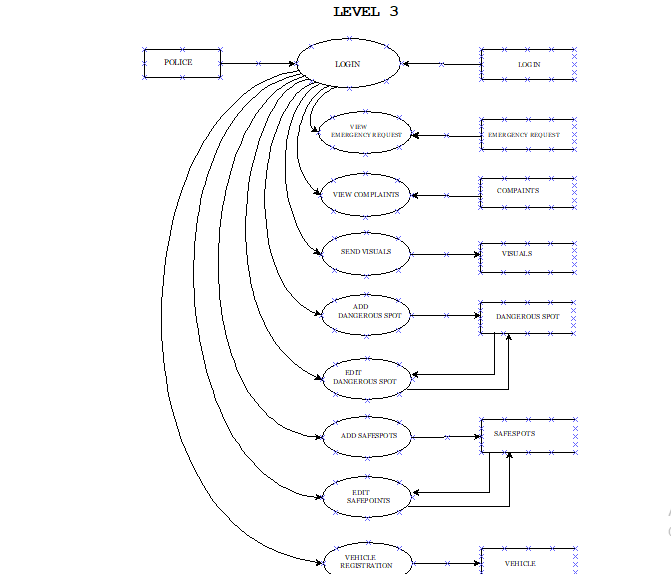 LEVEL 3
POLICE
LOGIN
LOGIN
VIEW
EMERGENCY REQUEST
EMERGENCY REQUEST
VIEW COMPLAINTS
COMPAINTS
SEND VISUALS
VISUALS
ADD
DANGEROUS SPOT
DANGEROUS SPOT
EDIT
DANGEROUS SPOT
ADD SAFESPOTS
SAFESPOTS
EDIT
SAFEPOINTS
VEHICLE
REGISTRATION
VEHICLE